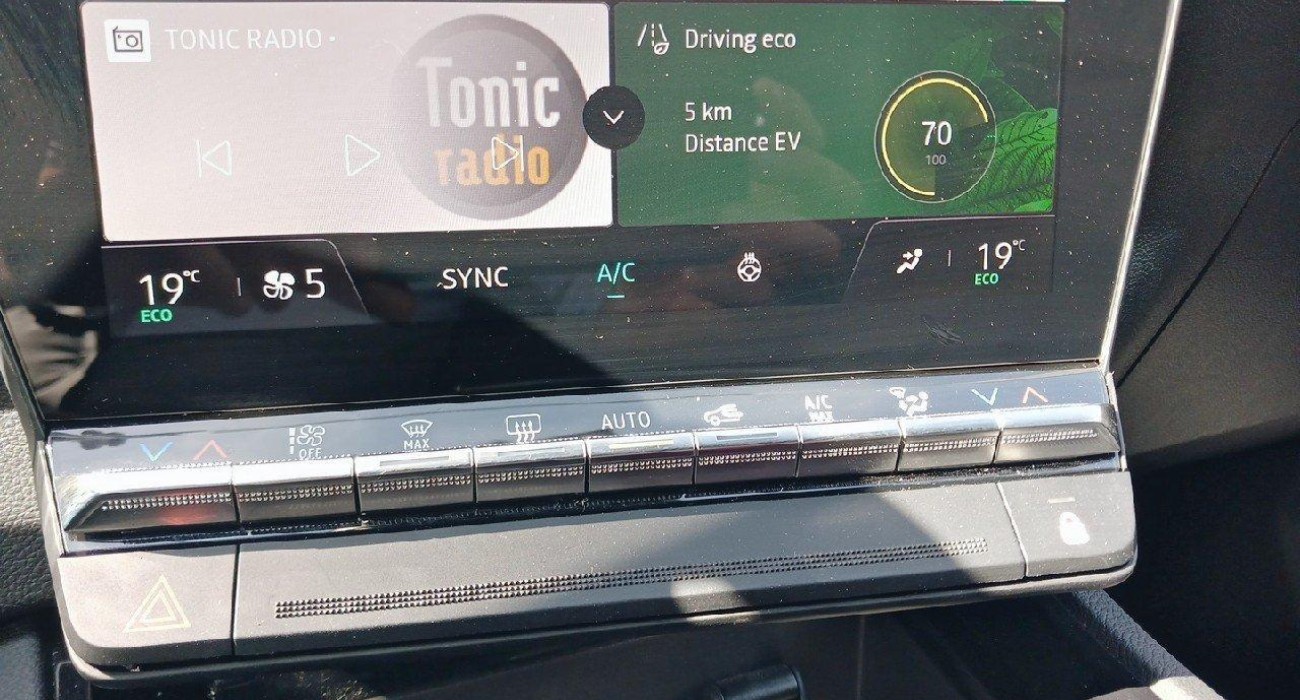 TONIC RADIO
Tonic
radio
Driving eco
5 km
Distance EV
70
100
19°C
ECO
5
SYNC
A/C
19°C
ECO
OFF
MAX
AUTO
A/C
MAX